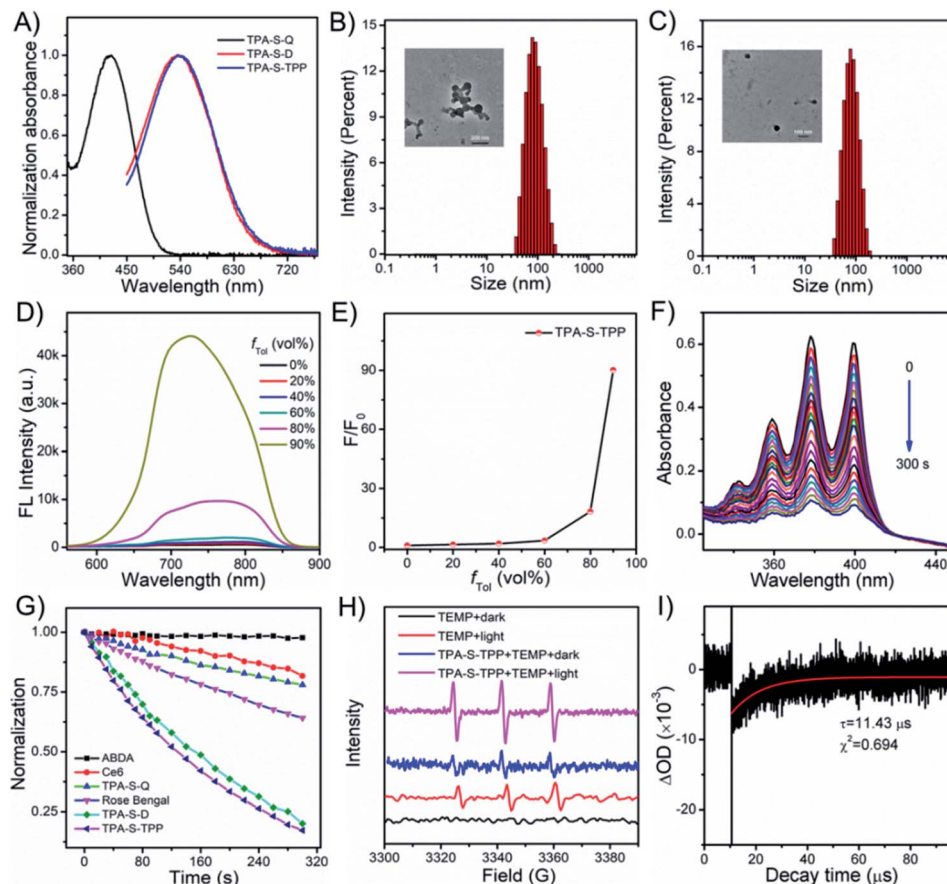 A)
TPA-S-Q
TPA-S-D
TPA-S-TPP
1.0
0.8
0.6
0.4
0.2
0.0
Normalization absorbance
360 450 540 630 720
Wavelength (nm)
B)
15
12
9
6
3
0
Intensity (Percent)
0.1 1 10 100 1000
Size (nm)
C)
16
12
8
4
0
Intensity (Percent)
100 nm
0.1 1 10 100 1000
Size (nm)
D)
40k
30k
20k
10k
0
FL Intensity (a.u.)
fTol (vol%)
0%
20%
40%
60%
80%
90%
600 700 800 900
Wavelength (nm)
E)
TPA-S-TPP
90
60
30
0
F/F0
0 20 40 60 80 100
fTol (vol%)
F)
0.6
0.4
0.2
0.0
Absorbance
0
300 s
360 400 440
Wavelength (nm)
G)
1.00
0.75
0.50
0.25
Normalization
ABDA
Ce6
TPA-S-Q
Rose Bengal
TPA-S-D
TPA-S-TPP
0 80 160 240 320
Time (s)
H)
TEMP+dark
TEMP+light
TPA-S-TPP+TEMP+dark
TPA-S-TPP+TEMP+light
Intensity
3300 3330 3360 3390
Field (G)
I)
0
-10
-20
ΔOD (×10⁻³)
τ=11.43 μs
χ²=0.694
0 20 40 60 80
Decay time (μs)